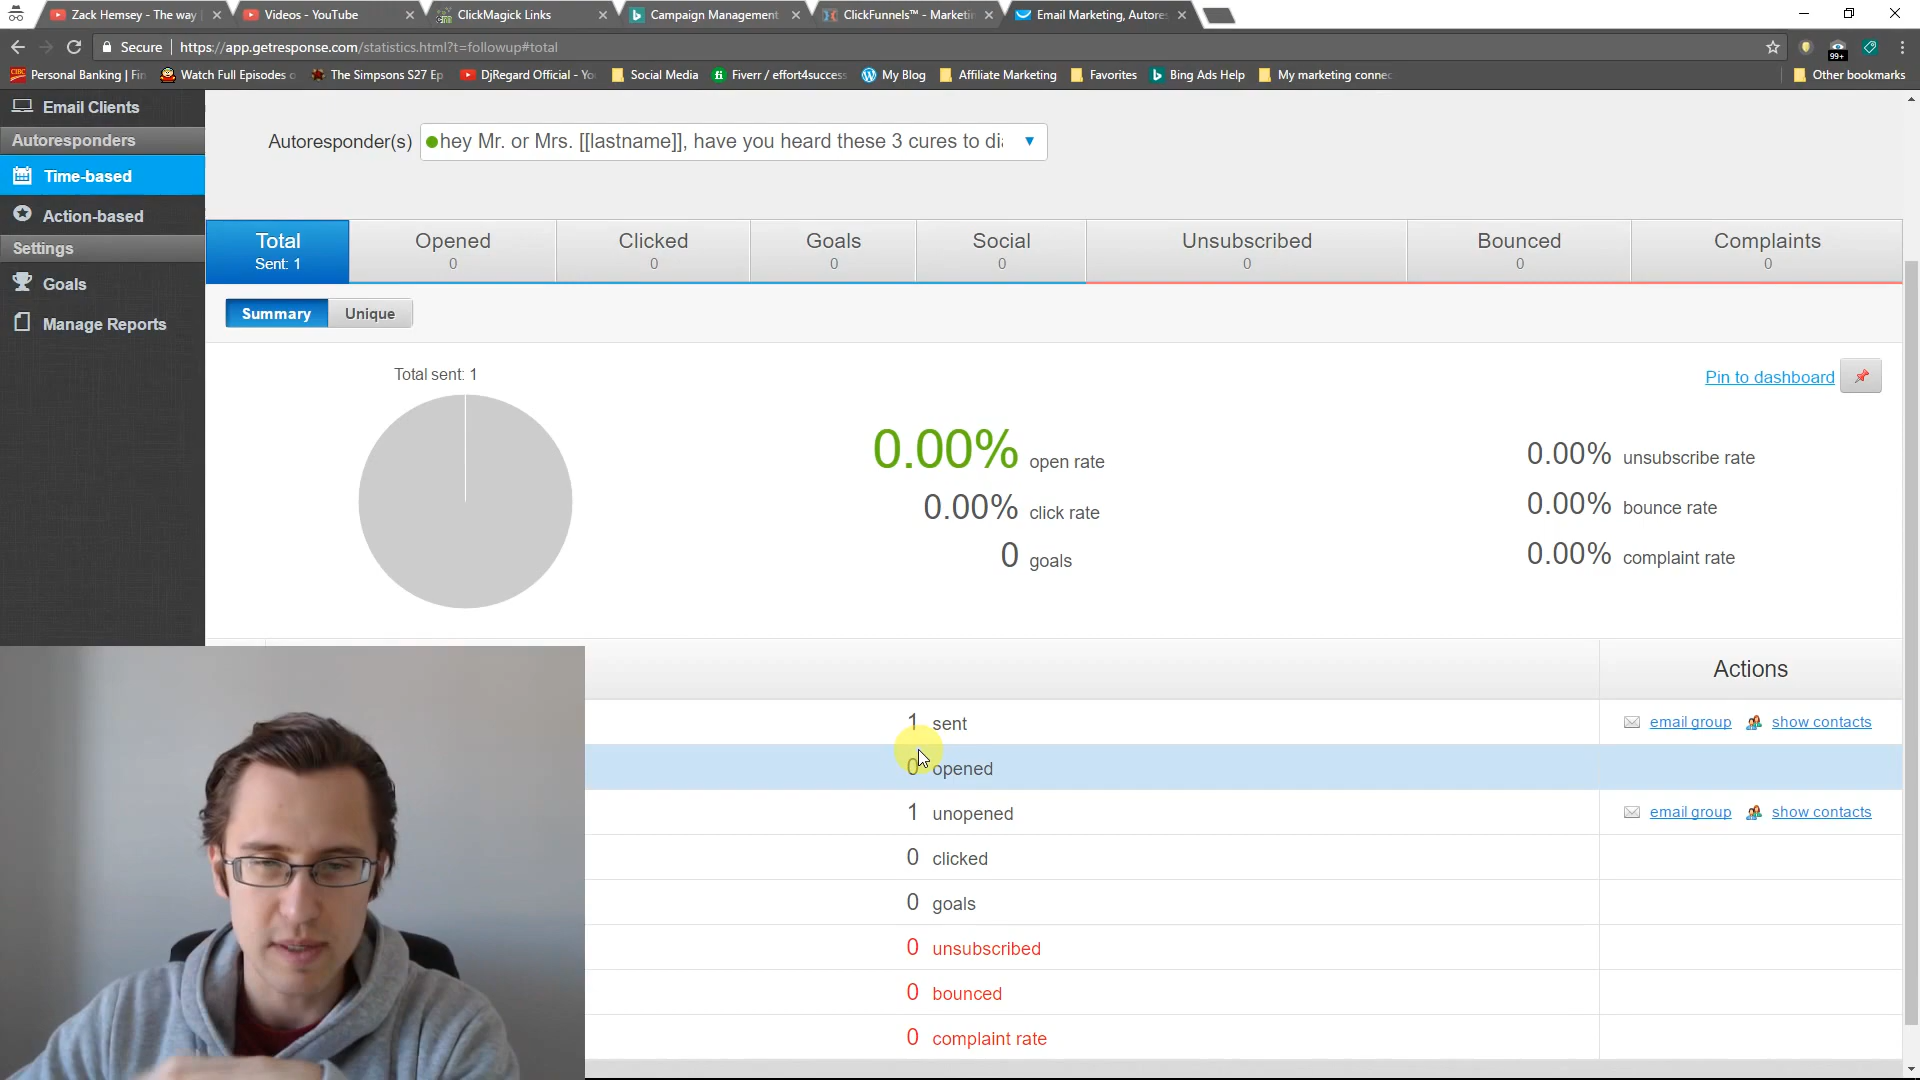 Zack Hemsey - The way
Videos - YouTube
ClickMagick Links
Campaign Management
ClickFunnels™ - Marketin
Email Marketing, Autores
Secure
https://app.getresponse.com/statistics.html?t=followup#total
99+
CIBC
Personal Banking | Fin
Watch Full Episodes o
The Simpsons S27 Ep
DjRegard Official - Yo
Social Media
fi
Fiverr / effort4success
My Blog
Affiliate Marketing
Favorites
Bing Ads Help
My marketing connec
Other bookmarks
Email Clients
Autoresponders
Time-based
Action-based
Settings
Goals
Manage Reports
Autoresponder(s)
hey Mr. or Mrs. [[lastname]], have you heard these 3 cures to di
Total
Sent: 1
Opened
0
Clicked
0
Goals
0
Social
0
Unsubscribed
0
Bounced
0
Complaints
0
Summary
Unique
Total sent: 1
Pin to dashboard
0.00% open rate
0.00% click rate
0 goals
0.00% unsubscribe rate
0.00% bounce rate
0.00% complaint rate
Actions
1 sent
email group
show contacts
0 opened
1 unopened
email group
show contacts
0 clicked
0 goals
0 unsubscribed
0 bounced
0 complaint rate